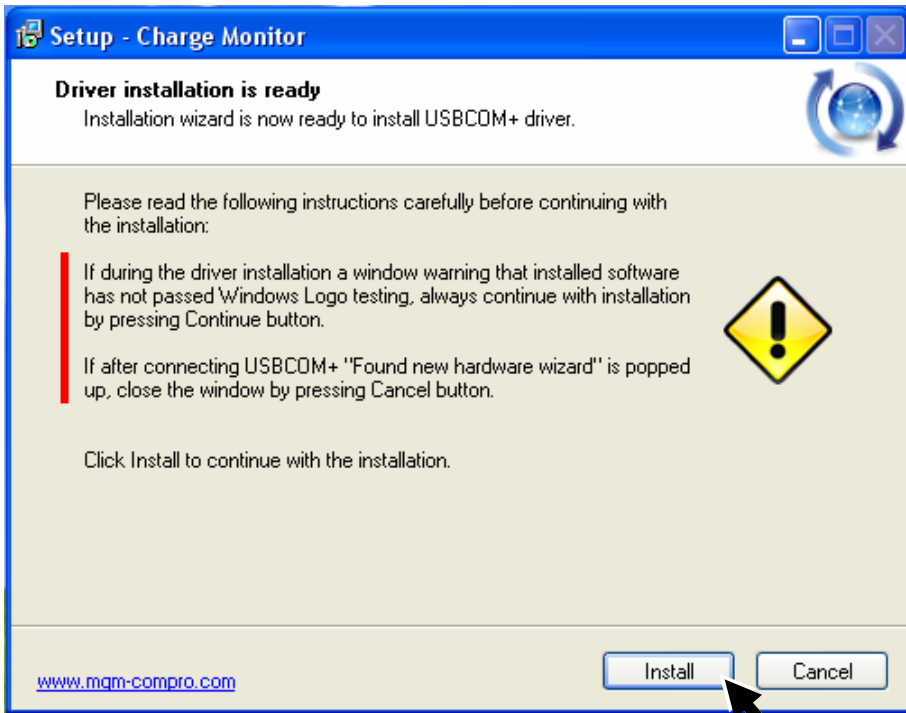 Setup - Charge Monitor
Driver installation is ready
Installation wizard is now ready to install USBCOM+ driver.
Please read the following instructions carefully before continuing with
the installation:
If during the driver installation a window warning that installed software
has not passed Windows Logo testing, always continue with installation
by pressing Continue button.
If after connecting USBCOM+ "Found new hardware wizard" is popped
up, close the window by pressing Cancel button.
Click Install to continue with the installation.
www.mgm-compro.com
Install
Cancel